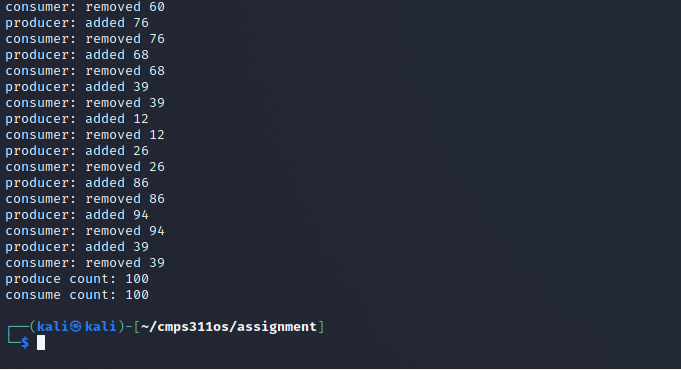 consumer: removed 60
producer: added 76
consumer: removed 76
producer: added 68
consumer: removed 68
producer: added 39
consumer: removed 39
producer: added 12
consumer: removed 12
producer: added 26
consumer: removed 26
producer: added 86
consumer: removed 86
producer: added 94
consumer: removed 94
producer: added 39
consumer: removed 39
produce count: 100
consume count: 100
┌──(kali㉿kali)-[~/cmps311os/assignment]
└─$